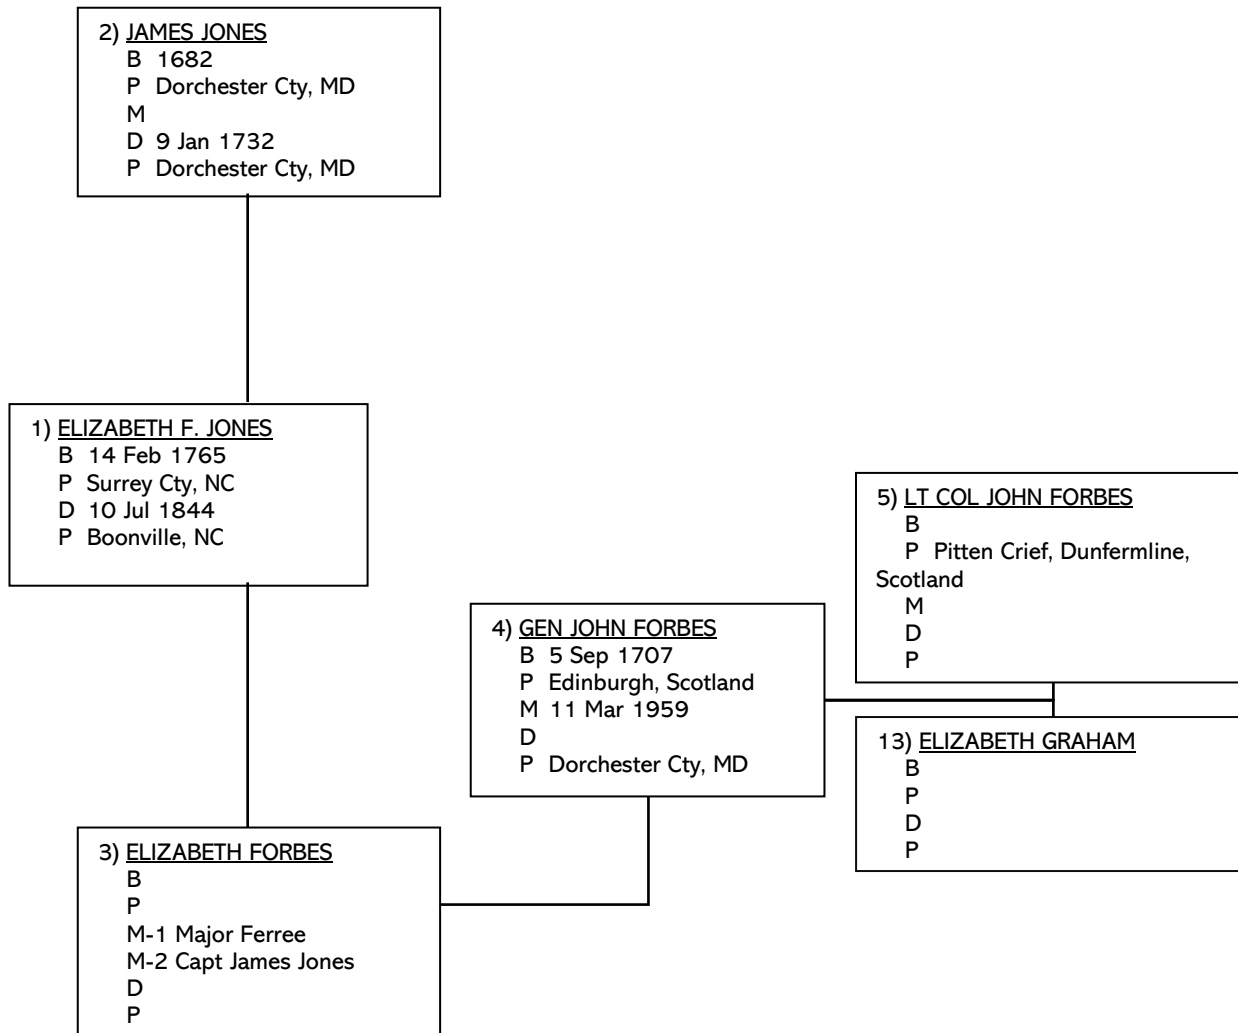 2) JAMES JONES
B 1682
P Dorchester Cty, MD
M
D 9 Jan 1732
P Dorchester Cty, MD
1) ELIZABETH F. JONES
B 14 Feb 1765
P Surrey Cty, NC
D 10 Jul 1844
P Boonville, NC
5) LT COL JOHN FORBES
B
P Pitten Crief, Dunfermline,
Scotland
M
D
P
4) GEN JOHN FORBES
B 5 Sep 1707
P Edinburgh, Scotland
M 11 Mar 1959
D
P Dorchester Cty, MD
13) ELIZABETH GRAHAM
B
P
D
P
3) ELIZABETH FORBES
B
P
M-1 Major Ferree
M-2 Capt James Jones
D
P